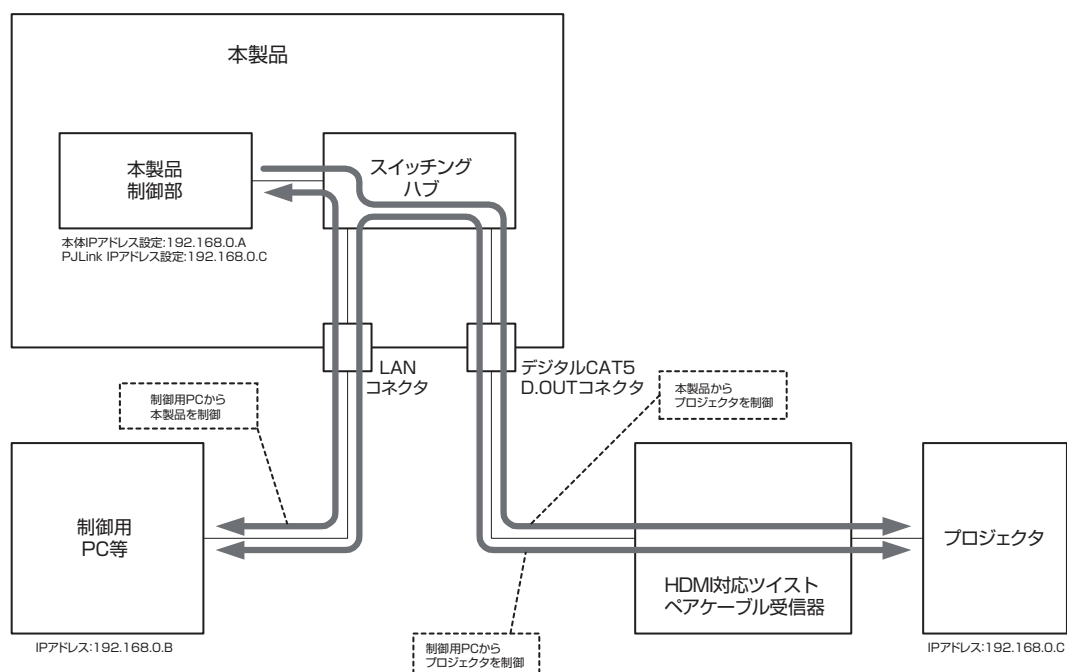 本製品
本製品
制御部
スイッチング
ハブ
本体IPアドレス設定:192.168.0.A
PJLink IPアドレス設定:192.168.0.C
LAN
コネクタ
デジタルCAT5
D.OUTコネクタ
制御用PCから
本製品を制御
本製品から
プロジェクタを制御
制御用
PC等
HDMI対応ツイスト
ペアケーブル受信器
プロジェクタ
IPアドレス:192.168.0.B
制御用PCから
プロジェクタを制御
IPアドレス:192.168.0.C